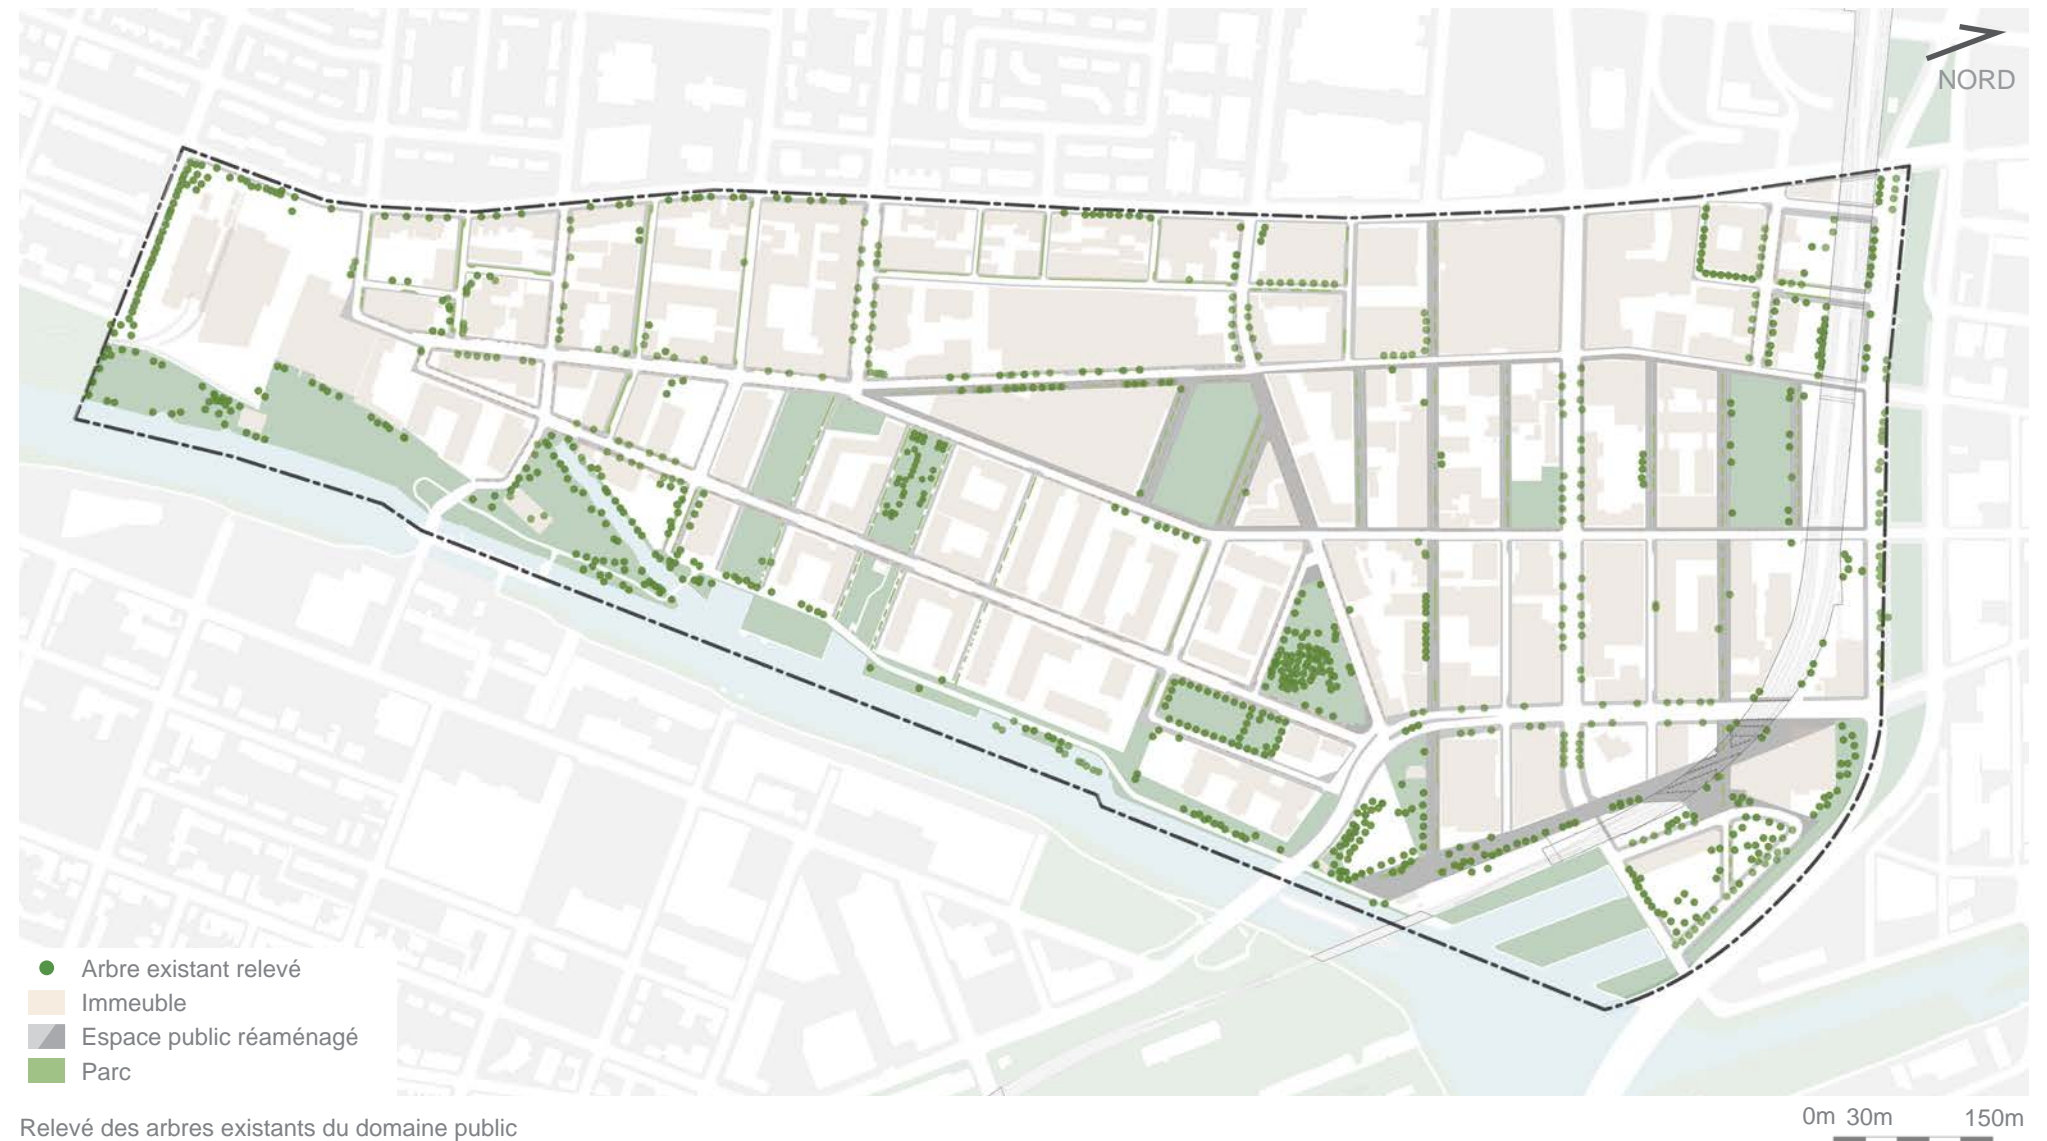 NORD
Arbre existant relevé
Immeuble
Espace public réaménagé
Parc
Relevé des arbres existants du domaine public
0m 30m 150m